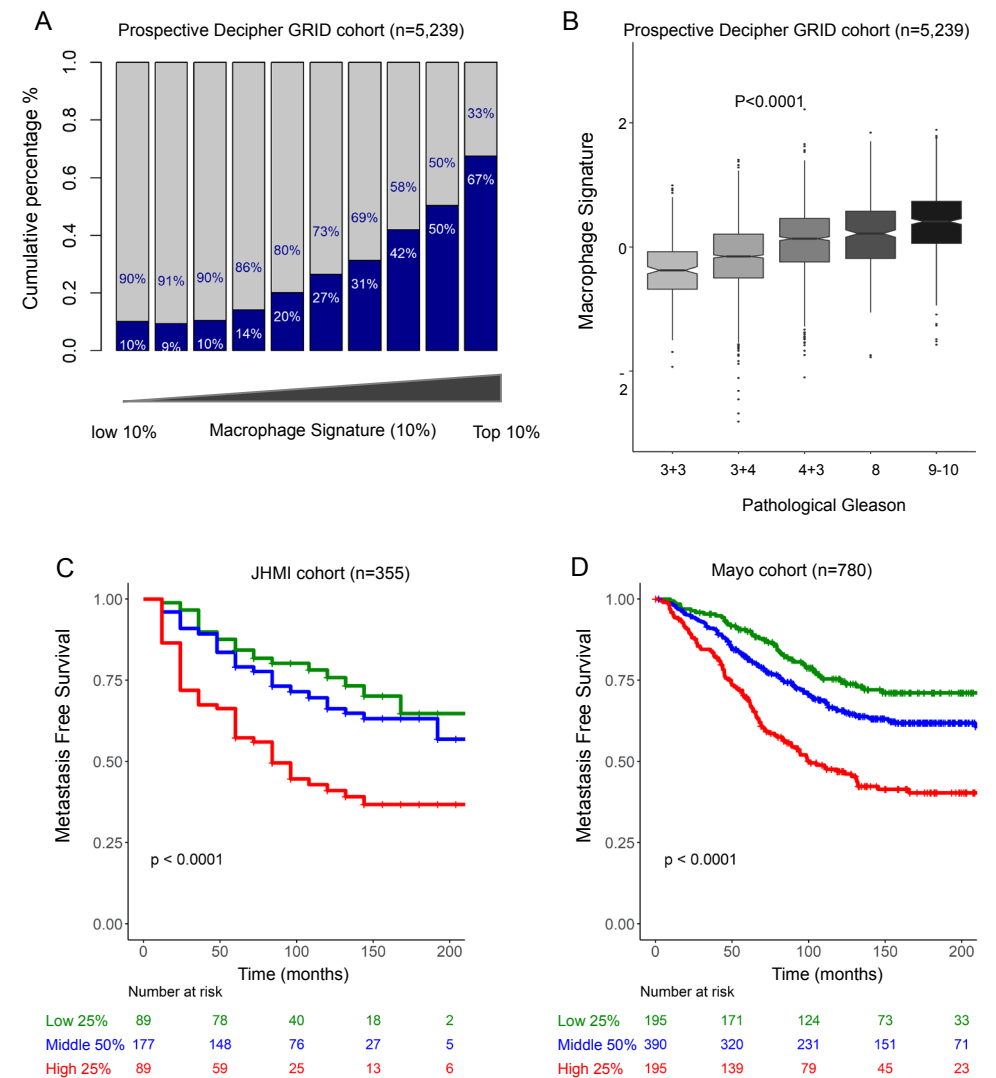 A
Prospective Decipher GRID cohort (n=5,239)
Cumulative percentage %
1.0
0.8
0.6
0.4
0.2
0.0
90% 91% 90% 86% 80% 73% 69% 58% 50% 33%
10% 9% 10% 14% 20% 27% 31% 42% 50% 67%
low 10% Macrophage Signature (10%) Top 10%
B
Prospective Decipher GRID cohort (n=5,239)
P<0.0001
Macrophage Signature
2
0
-
2
3+3 3+4 4+3 8 9-10
Pathological Gleason
C
JHMI cohort (n=355)
Metastasis Free Survival
1.00
0.75
0.50
0.25
0.00
p < 0.0001
0 50 100 150 200
Time (months)
Number at risk
Low 25% 89 78 40 18 2
Middle 50% 177 148 76 27 5
High 25% 89 59 25 13 6
D
Mayo cohort (n=780)
Metastasis Free Survival
1.00
0.75
0.50
0.25
0.00
p < 0.0001
0 50 100 150 200
Time (months)
Number at risk
Low 25% 195 171 124 73 33
Middle 50% 390 320 231 151 71
High 25% 195 139 79 45 23